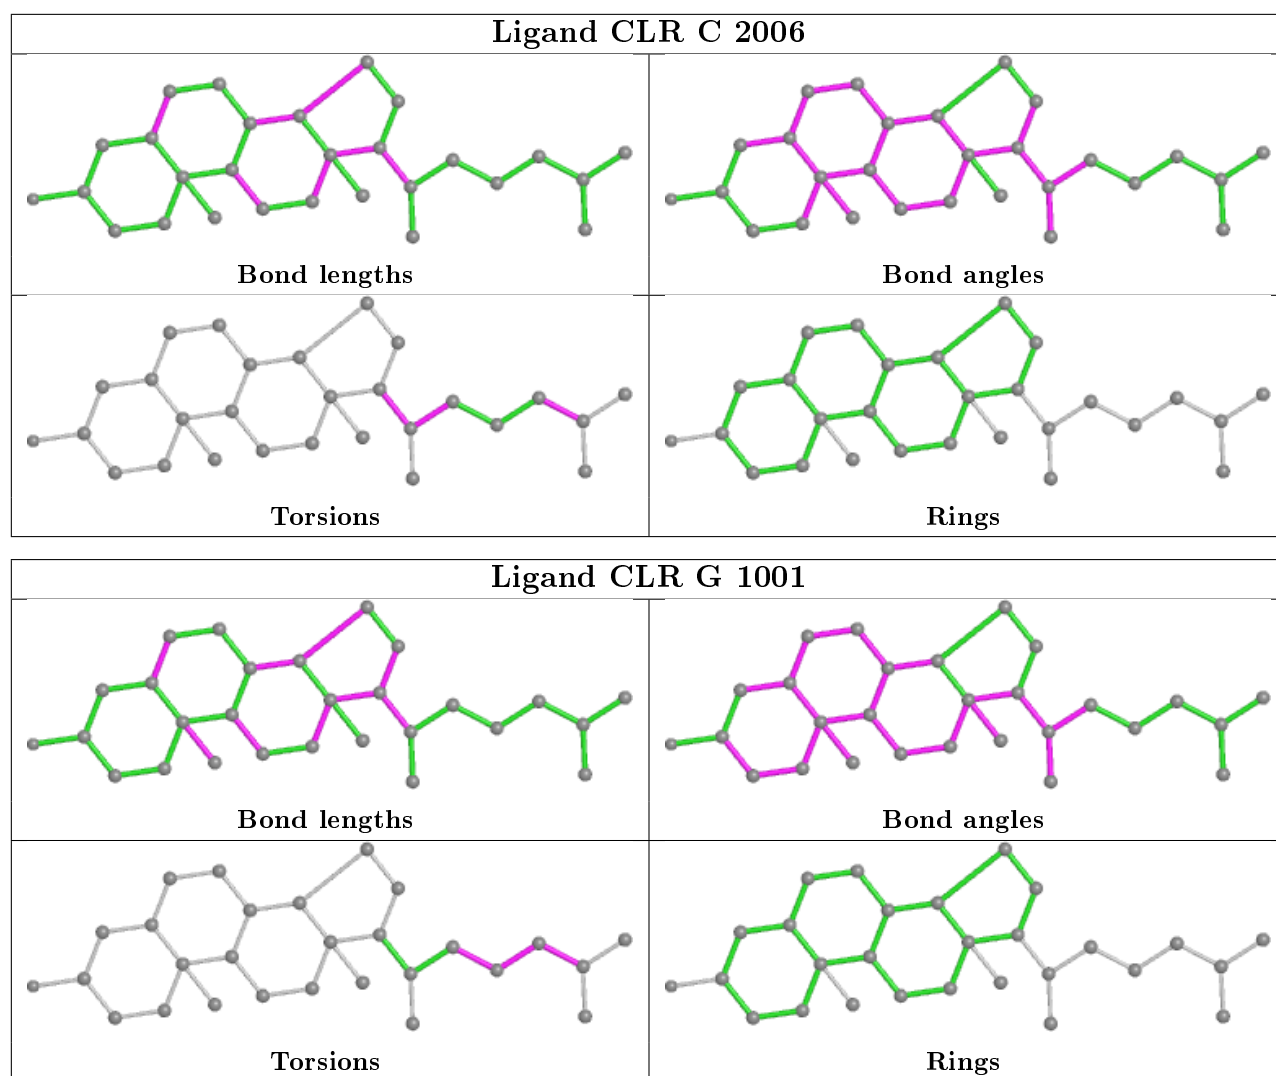 Ligand CLR C 2006
Bond lengths
Bond angles
Torsions
Rings
Ligand CLR G 1001
Bond lengths
Bond angles
Torsions
Rings